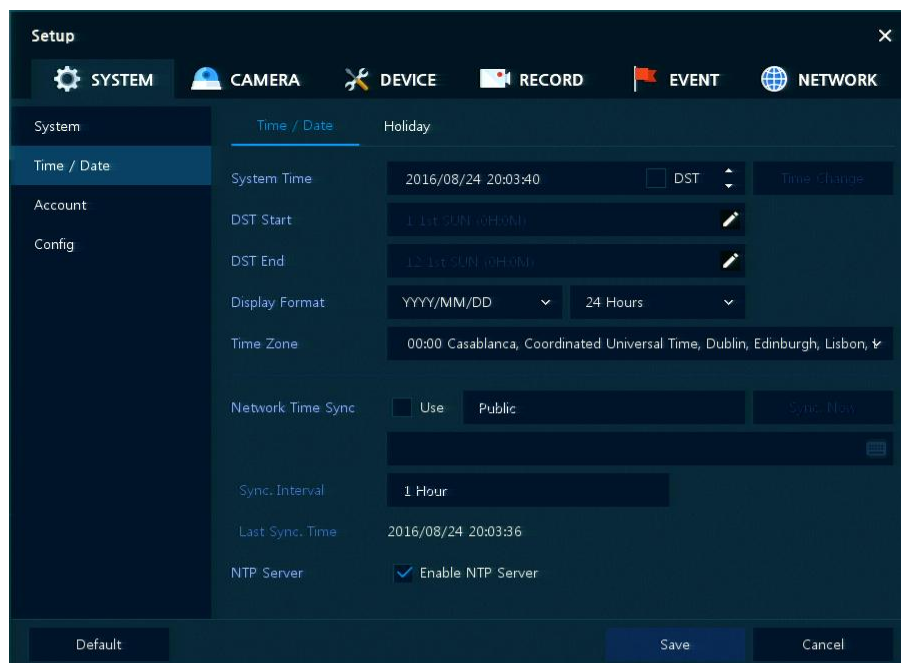 Setup
SYSTEM CAMERA DEVICE RECORD EVENT NETWORK
System
Time / Date
Account
Config
Time / Date Holiday
System Time 2016/08/24 20:03:40 DST Time Change
DST Start 1 1st SUN (0H:0M)
DST End 12 1st SUN (0H:0M)
Display Format YYYY/MM/DD 24 Hours
Time Zone 00:00 Casablanca, Coordinated Universal Time, Dublin, Edinburgh, Lisbon,
Network Time Sync Use Public Sync. Now
Sync. Interval 1 Hour
Last Sync. Time 2016/08/24 20:03:36
NTP Server Enable NTP Server
Default Save Cancel